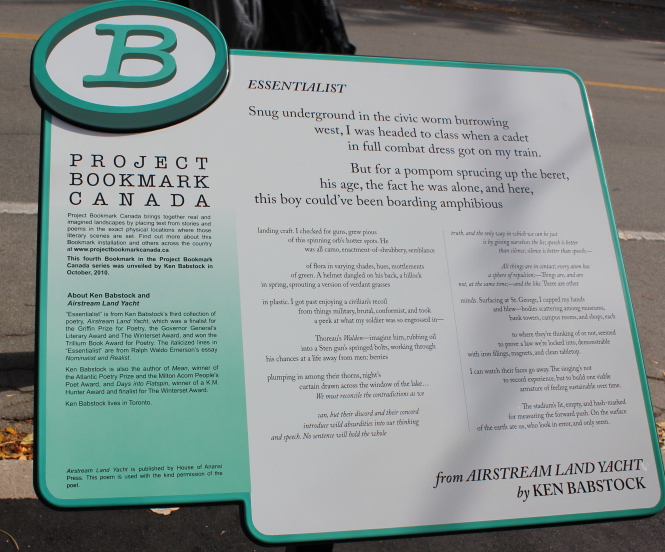 B
PROJECT
BOOKMARK
CANADA
Project Bookmark Canada brings together real and
imagined landscapes by placing text from stories and
poems in the exact physical locations where those
literary scenes are set. Find out more about this
Bookmark installation and others across the country
at www.projectbookmarkcanada.ca.
This fourth Bookmark in the Project Bookmark
Canada series was unveiled by Ken Babstock in
October, 2010.
About Ken Babstock and
Airstream Land Yacht
"Essentialist" is from Ken Babstock's third collection of
poetry, Airstream Land Yacht, which was a finalist for
the Griffin Prize for Poetry, the Governor General's
Literary Award and The Winterset Award, and won the
Trillium Book Award for Poetry. The italicized lines in
"Essentialist" are from Ralph Waldo Emerson's essay
Nominalist and Realist.
Ken Babstock is also the author of Mean, winner of
the Atlantic Poetry Prize and the Milton Acorn People's
Poet Award, and Days into Flatspin, winner of a K.M.
Hunter Award and finalist for The Winterset Award.
Ken Babstock lives in Toronto.
Airstream Land Yacht is published by House of Anansi
Press. This poem is used with the kind permission of the
poet.
ESSENTIALIST
Snug underground in the civic worm burrowing
west, I was headed to class when a cadet
in full combat dress got on my train.
But for a pompom sprucing up the beret,
his age, the fact he was alone, and here,
this boy could've been boarding amphibious
landing craft. I checked for guns, grew pious
of this spinning orb's hotter spots. He
was all camo, enactment-of-shrubbery, semblance
of flora in varying shades, hues, mottlements
of green. A helmet dangled on his back, a hillock
in spring, sprouting a version of verdant grasses
in plastic. I got past enjoying a civilian's recoil
from things military, brutal, conformist, and took
a peek at what my soldier was so engrossed in—
Thoreau's Walden—imagine him, rubbing oil
into a Sten gun's springed bolts, working through
his chances at a life away from men: berries
plumping in among their thorns, night's
curtain drawn across the window of the lake…
We must reconcile the contradictions as we
can, but their discord and their concord
introduce wild absurdities into our thinking
and speech. No sentence will hold the whole
truth, and the only way in which we can be just
is by giving ourselves the lie; speech is better
than silence; silence is better than speech;—
All things are in contact; every atom has
a sphere of repulsion;—Things are, and are
not, at the same time;—and the like. There are other
minds. Surfacing at St. George, I cupped my hands
and blew—bodies scattering among museums,
bank towers, campus rooms, and shops, each
to where they're thinking of or not, sensed
to prove a law we're locked into, demonstrable
with iron filings, magnets, and clean tabletop.
I can watch their faces go away. The singing's not
to record experience, but to build one viable
armature of feeling sustainable over time.
The stadium's lit, empty, and hash-marked
for measuring the forward push. On the surface
of the earth are us, who look in error, and only seem.
from AIRSTREAM LAND YACHT
by KEN BABSTOCK